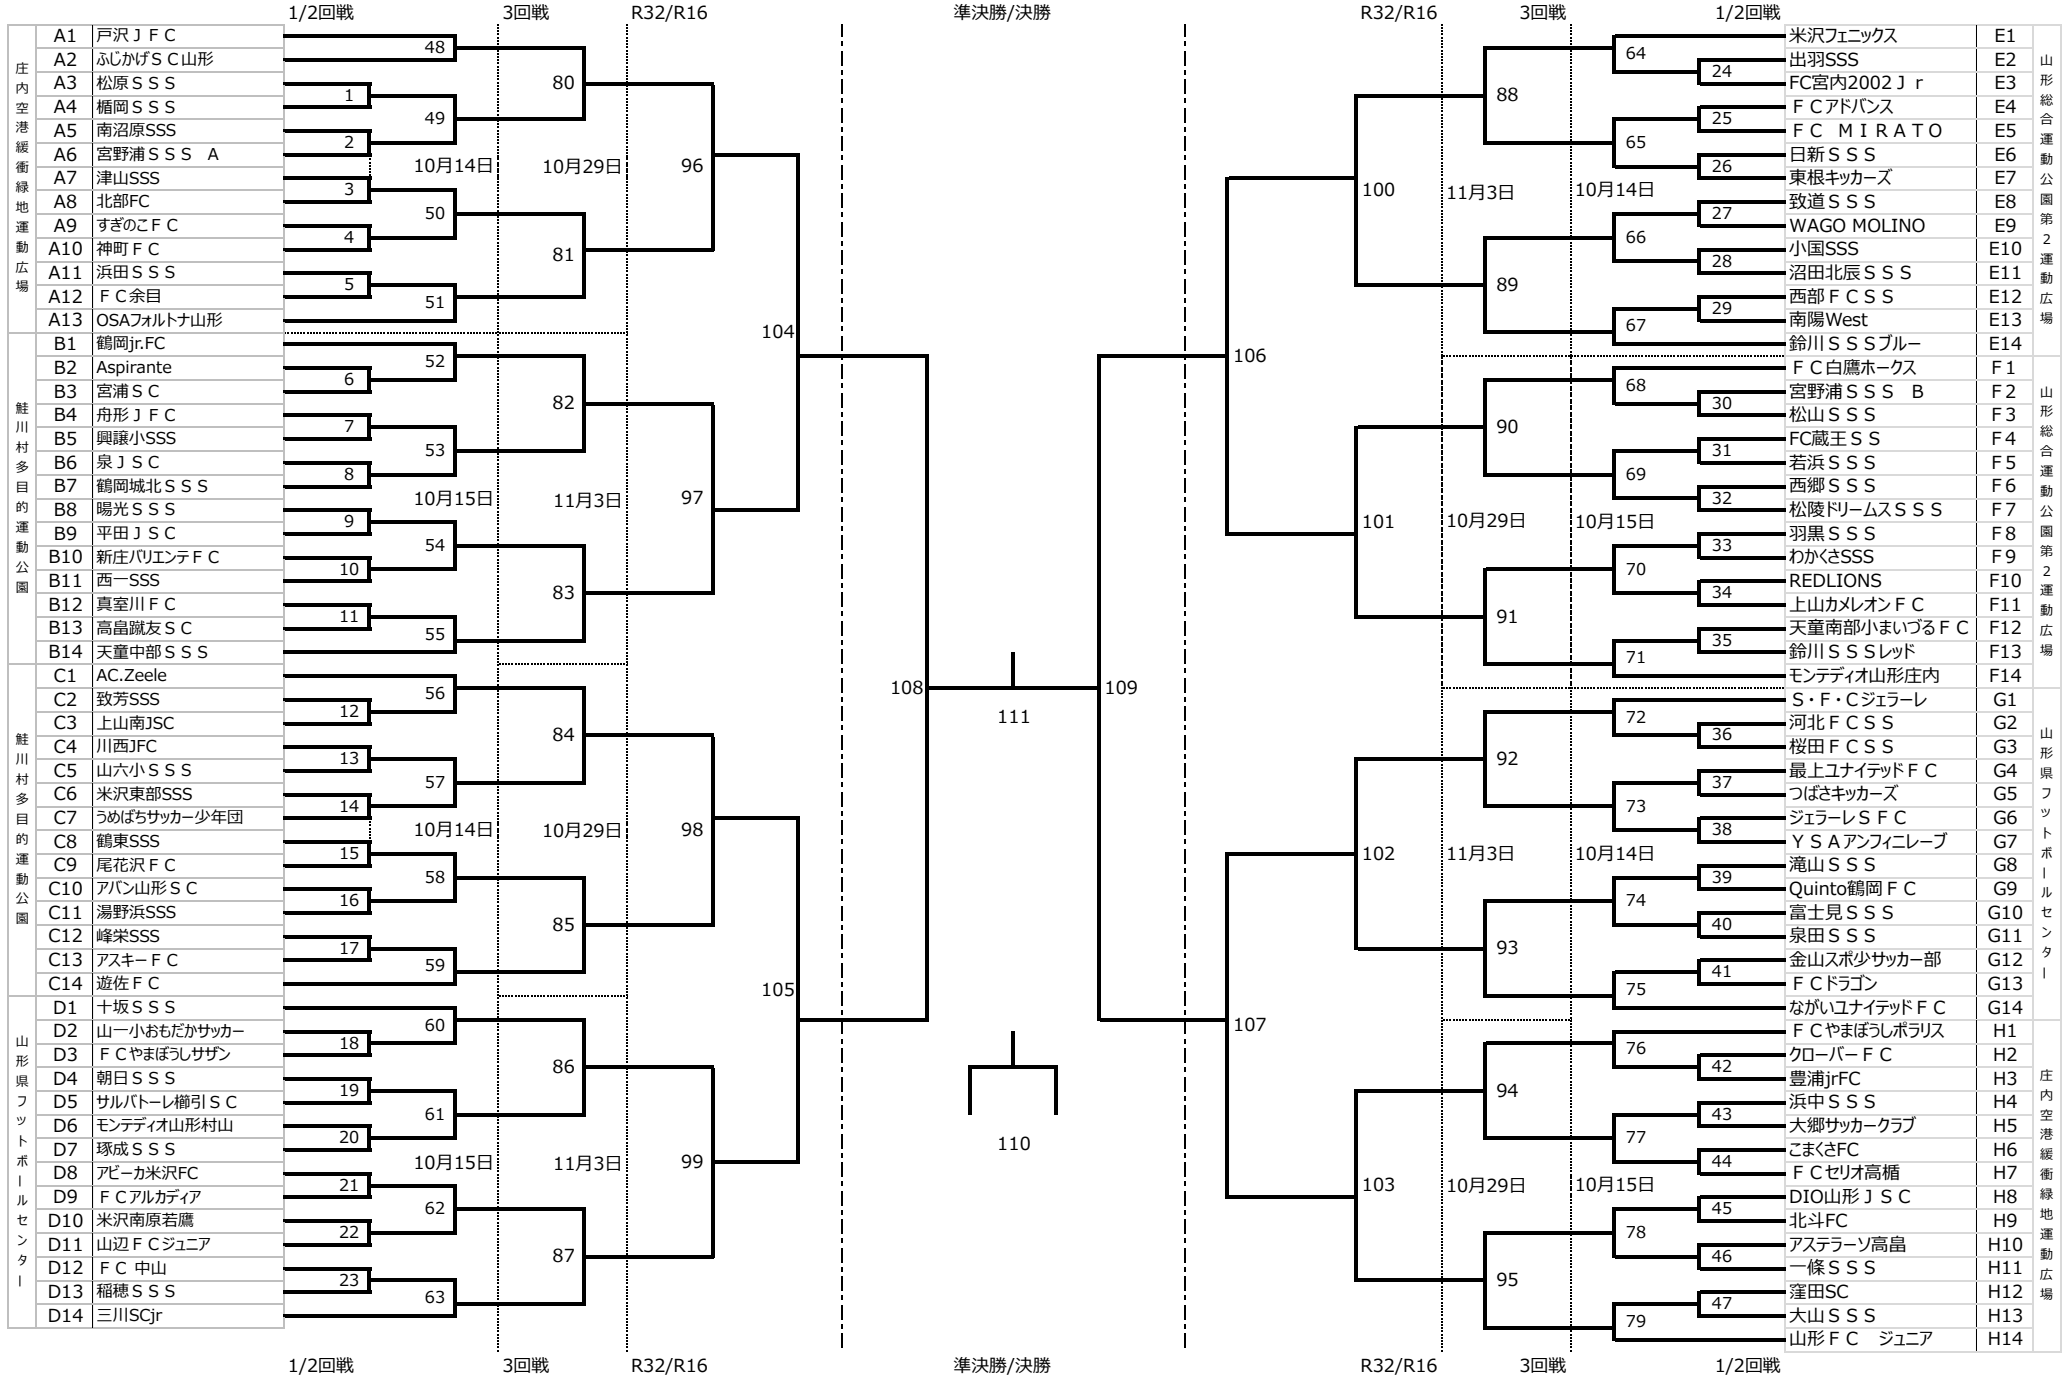 1/2回戦 3回戦 R32/R16 準決勝/決勝 R32/R16 3回戦 1/2回戦
庄内空港緩衝緑地運動広場
A1 戸沢ＪＦＣ
A2 ふじかげＳＣ山形
A3 松原ＳＳＳ
A4 楯岡ＳＳＳ
A5 南沼原SSS
A6 宮野浦ＳＳＳ　A
A7 津山SSS
A8 北部FC
A9 すぎのこＦＣ
A10 神町ＦＣ
A11 浜田ＳＳＳ
A12 ＦＣ余目
A13 OSAフォルトナ山形
鮭川村多目的運動公園
B1 鶴岡jr.FC
B2 Aspirante
B3 宮浦ＳＣ
B4 舟形ＪＦＣ
B5 興譲小SSS
B6 泉ＪＳＣ
B7 鶴岡城北ＳＳＳ
B8 暘光ＳＳＳ
B9 平田ＪＳＣ
B10 新庄バリエンテＦＣ
B11 西一SSS
B12 真室川ＦＣ
B13 高畠蹴友ＳＣ
B14 天童中部ＳＳＳ
鮭川村多目的運動公園
C1 AC.Zeele
C2 致芳SSS
C3 上山南JSC
C4 川西JFC
C5 山六小ＳＳＳ
C6 米沢東部SSS
C7 うめばちサッカー少年団
C8 鶴東SSS
C9 尾花沢ＦＣ
C10 アバン山形ＳＣ
C11 湯野浜SSS
C12 峰栄SSS
C13 アスキーＦＣ
C14 遊佐ＦＣ
山形県フットボールセンター
D1 十坂ＳＳＳ
D2 山一小おもだかサッカー
D3 ＦＣやまぼうしサザン
D4 朝日ＳＳＳ
D5 サルバトーレ櫛引ＳＣ
D6 モンテディオ山形村山
D7 琢成ＳＳＳ
D8 アビーカ米沢FC
D9 ＦＣアルカディア
D10 米沢南原若鷹
D11 山辺ＦＣジュニア
D12 ＦＣ 中山
D13 稲穂ＳＳＳ
D14 三川SCjr
1
2
3
4
5
6
7
8
9
10
11
12
13
14
15
16
17
18
19
20
21
22
23
48
49
10月14日
50
51
52
53
10月15日
54
55
56
57
10月14日
58
59
60
61
10月15日
62
63
80
10月29日
81
82
11月3日
83
84
10月29日
85
86
11月3日
87
96
97
98
99
104
105
108
111
110
109
106
107
100
101
102
103
11月3日
10月29日
11月3日
10月29日
88
89
90
91
92
93
94
95
64
65
10月14日
66
67
68
69
10月15日
70
71
72
73
10月14日
74
75
76
77
10月15日
78
79
24
25
26
27
28
29
30
31
32
33
34
35
36
37
38
39
40
41
42
43
44
45
46
47
米沢フェニックス E1
出羽SSS E2
FC宮内2002Ｊｒ E3
ＦＣアドバンス E4
ＦＣ　ＭＩＲＡＴＯ E5
日新ＳＳＳ E6
東根キッカーズ E7
致道ＳＳＳ E8
WAGO MOLINO E9
小国SSS E10
沼田北辰ＳＳＳ E11
西部ＦＣＳＳ E12
南陽West E13
鈴川ＳＳＳブルー E14
山形総合運動公園第2運動広場
ＦＣ白鷹ホークス F1
宮野浦ＳＳＳ　B F2
松山ＳＳＳ F3
FC蔵王ＳＳ F4
若浜ＳＳＳ F5
西郷ＳＳＳ F6
松陵ドリームスＳＳＳ F7
羽黒ＳＳＳ F8
わかくさSSS F9
REDLIONS F10
上山カメレオンＦＣ F11
天童南部小まいづるＦＣ F12
鈴川ＳＳＳレッド F13
モンテディオ山形庄内 F14
山形総合運動公園第2運動広場
Ｓ・Ｆ・Ｃジェラーレ G1
河北ＦＣＳＳ G2
桜田ＦＣＳＳ G3
最上ユナイテッドＦＣ G4
つばさキッカーズ G5
ジェラーレＳＦＣ G6
ＹＳＡアンフィニレーブ G7
滝山ＳＳＳ G8
Quinto鶴岡ＦＣ G9
富士見ＳＳＳ G10
泉田ＳＳＳ G11
金山スポ少サッカー部 G12
ＦＣドラゴン G13
ながいユナイテッドＦＣ G14
山形県フットボールセンター
ＦＣやまぼうしポラリス H1
クローバーＦＣ H2
豊浦jrFC H3
浜中ＳＳＳ H4
大郷サッカークラブ H5
こまくさFC H6
ＦＣセリオ高楯 H7
DIO山形ＪＳＣ H8
北斗FC H9
アステラーソ高畠 H10
一條ＳＳＳ H11
窪田SC H12
大山ＳＳＳ H13
山形ＦＣ　ジュニア H14
庄内空港緩衝緑地運動広場
1/2回戦 3回戦 R32/R16 準決勝/決勝 R32/R16 3回戦 1/2回戦